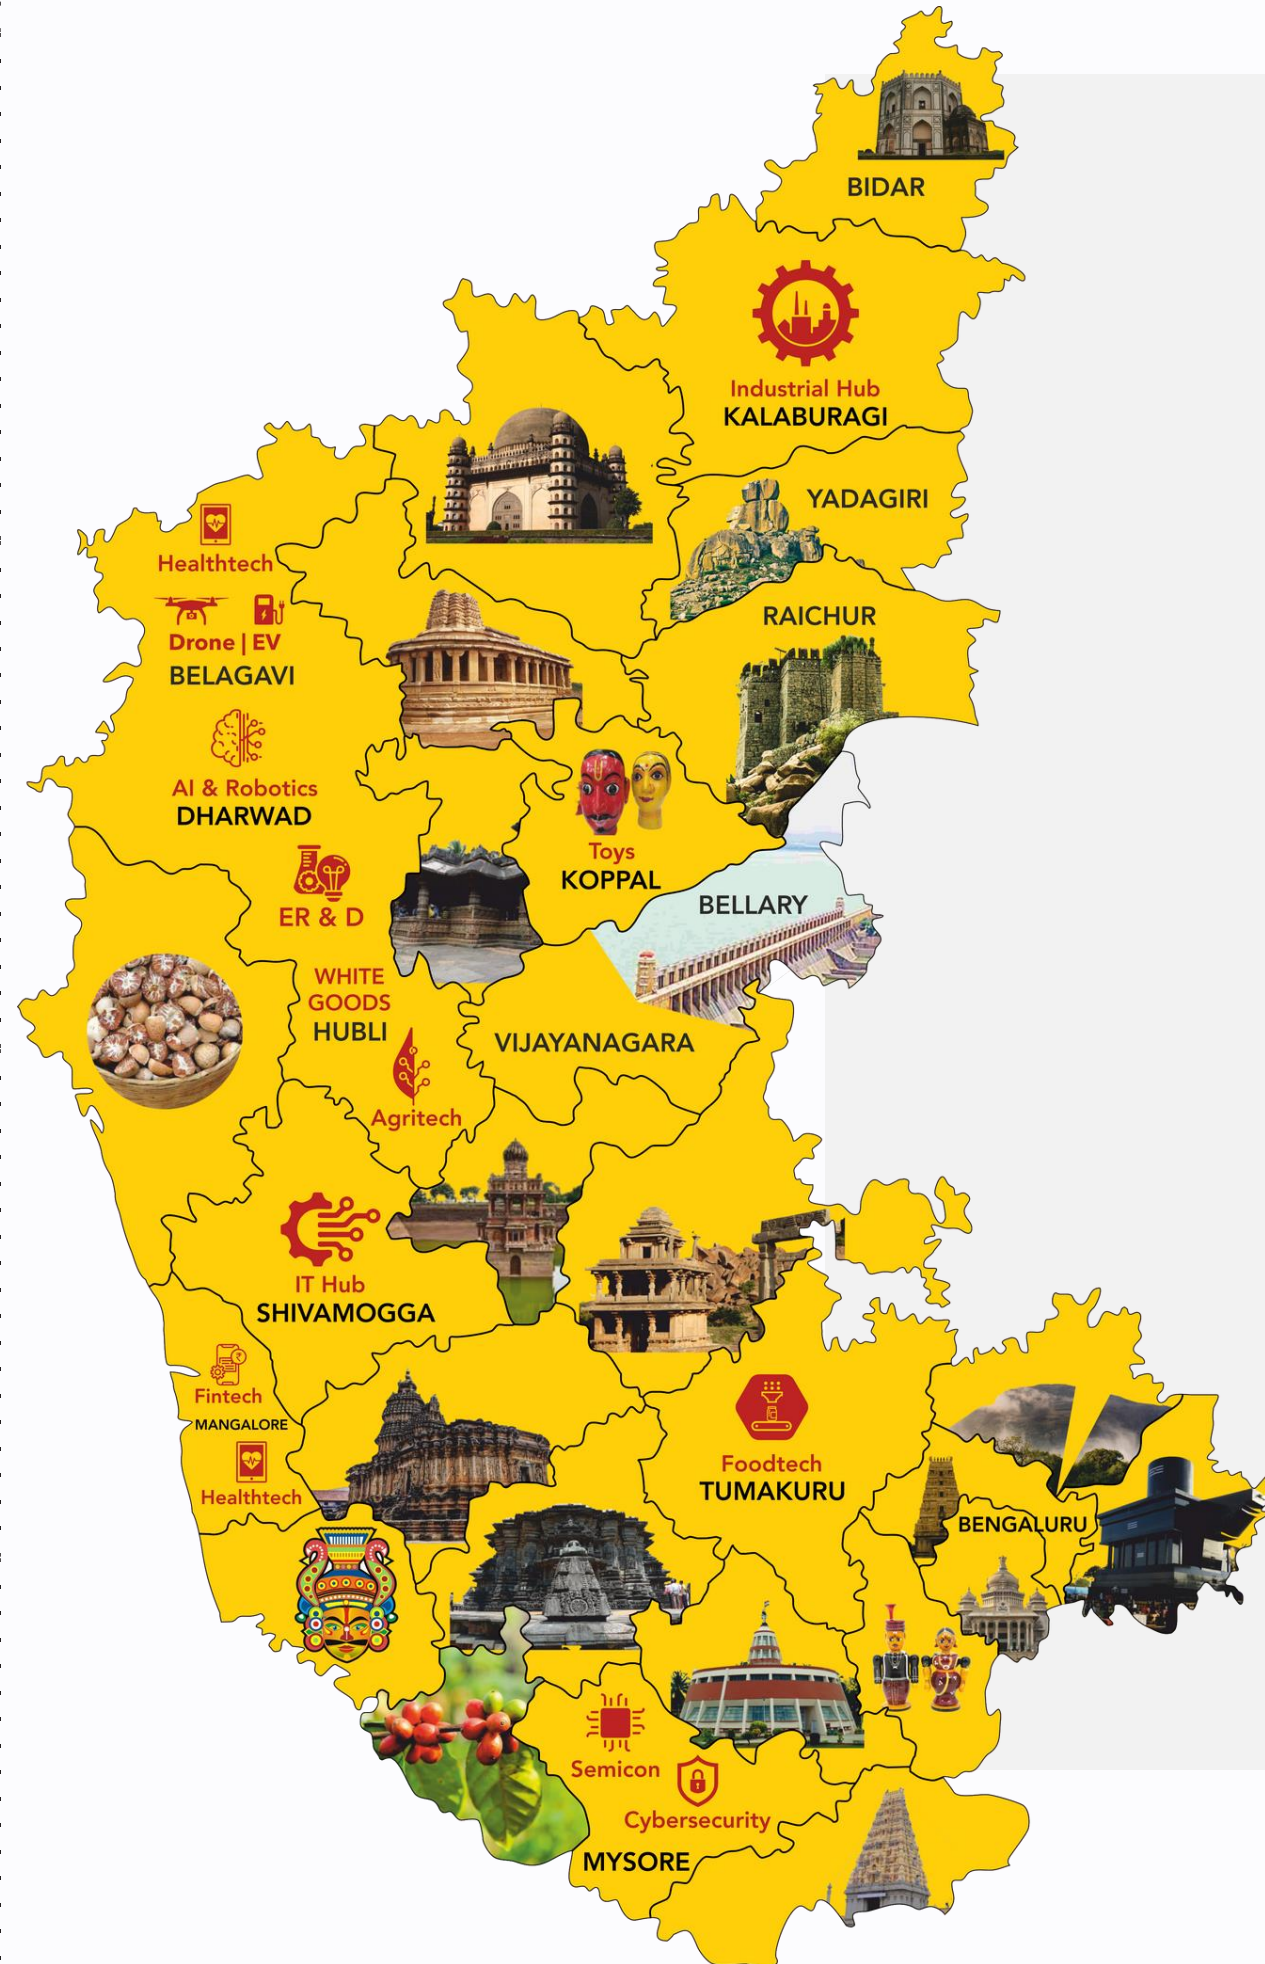 BIDAR
Industrial Hub
KALABURAGI
YADAGIRI
Healthtech
Drone | EV
BELAGAVI
RAICHUR
AI & Robotics
DHARWAD
Toys
KOPPAL
ER & D
BELLARY
WHITE
GOODS
HUBLI
VIJAYANAGARA
Agritech
IT Hub
SHIVAMOGGA
Fintech
MANGALORE
Healthtech
Foodtech
TUMAKURU
BENGALURU
Semicon
Cybersecurity
MYSORE